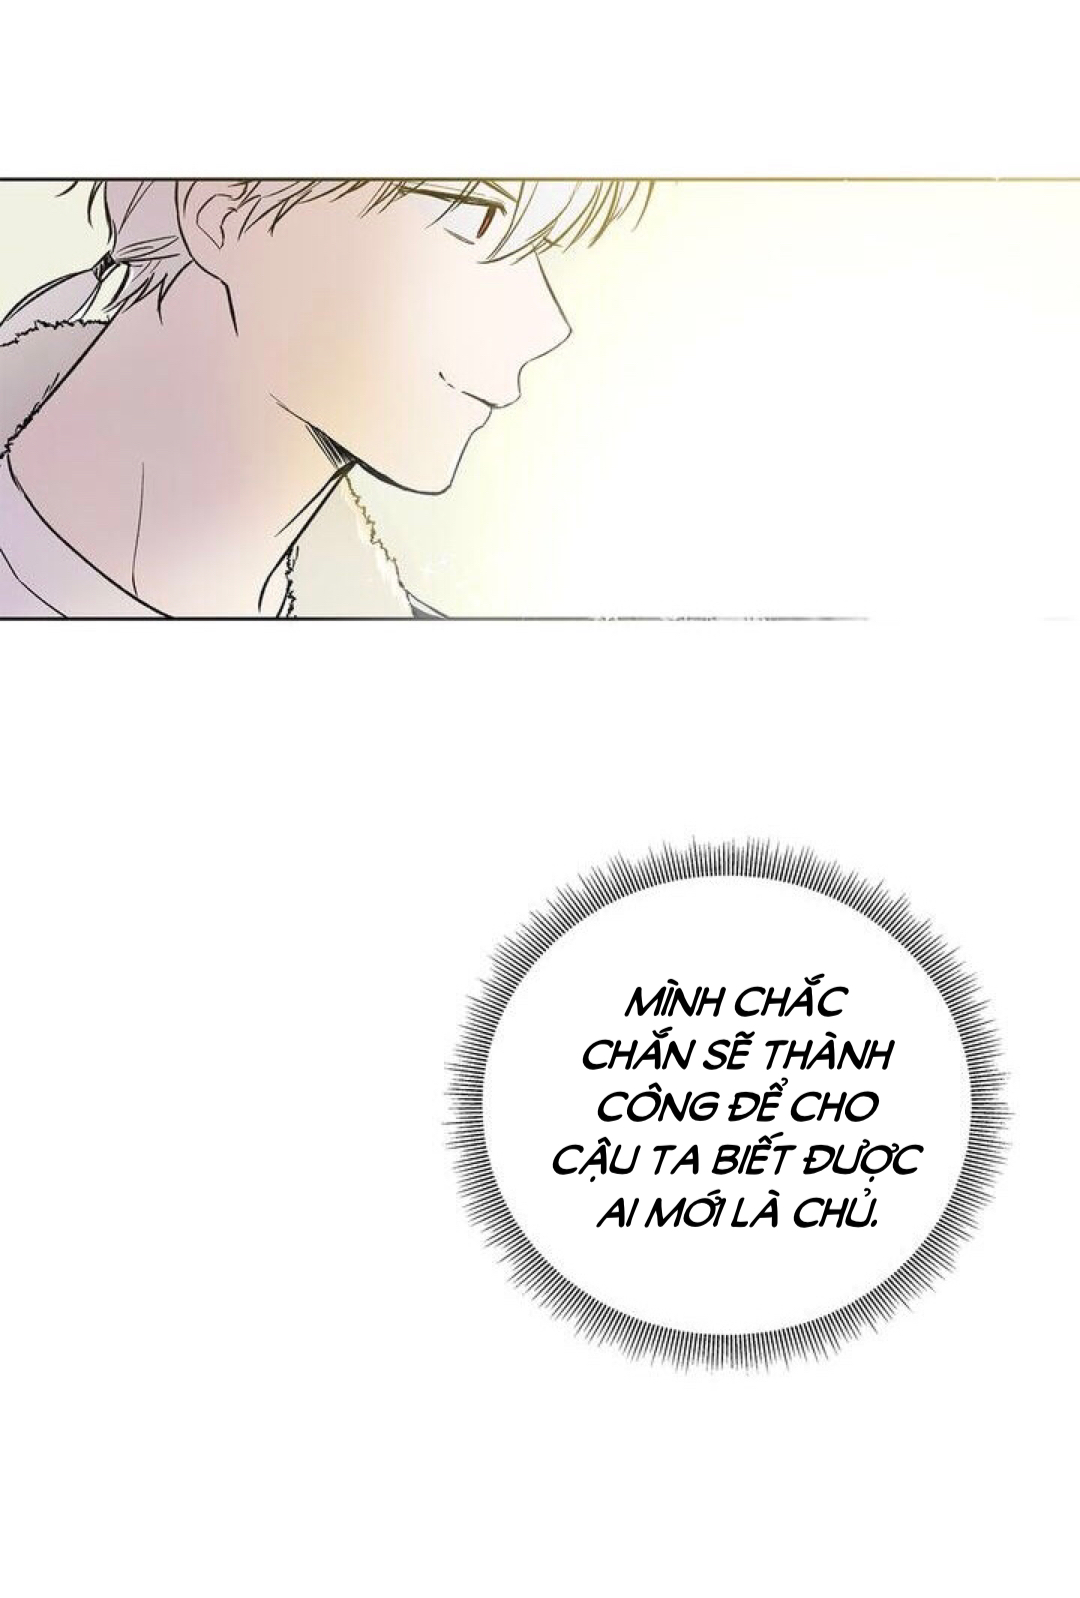 MÌNH CHẮC
CHẮN SẼ THÀNH
CÔNG ĐỂ CHO
CẬU TA BIẾT ĐƯỢC
AI MỚI LÀ CHỦ.